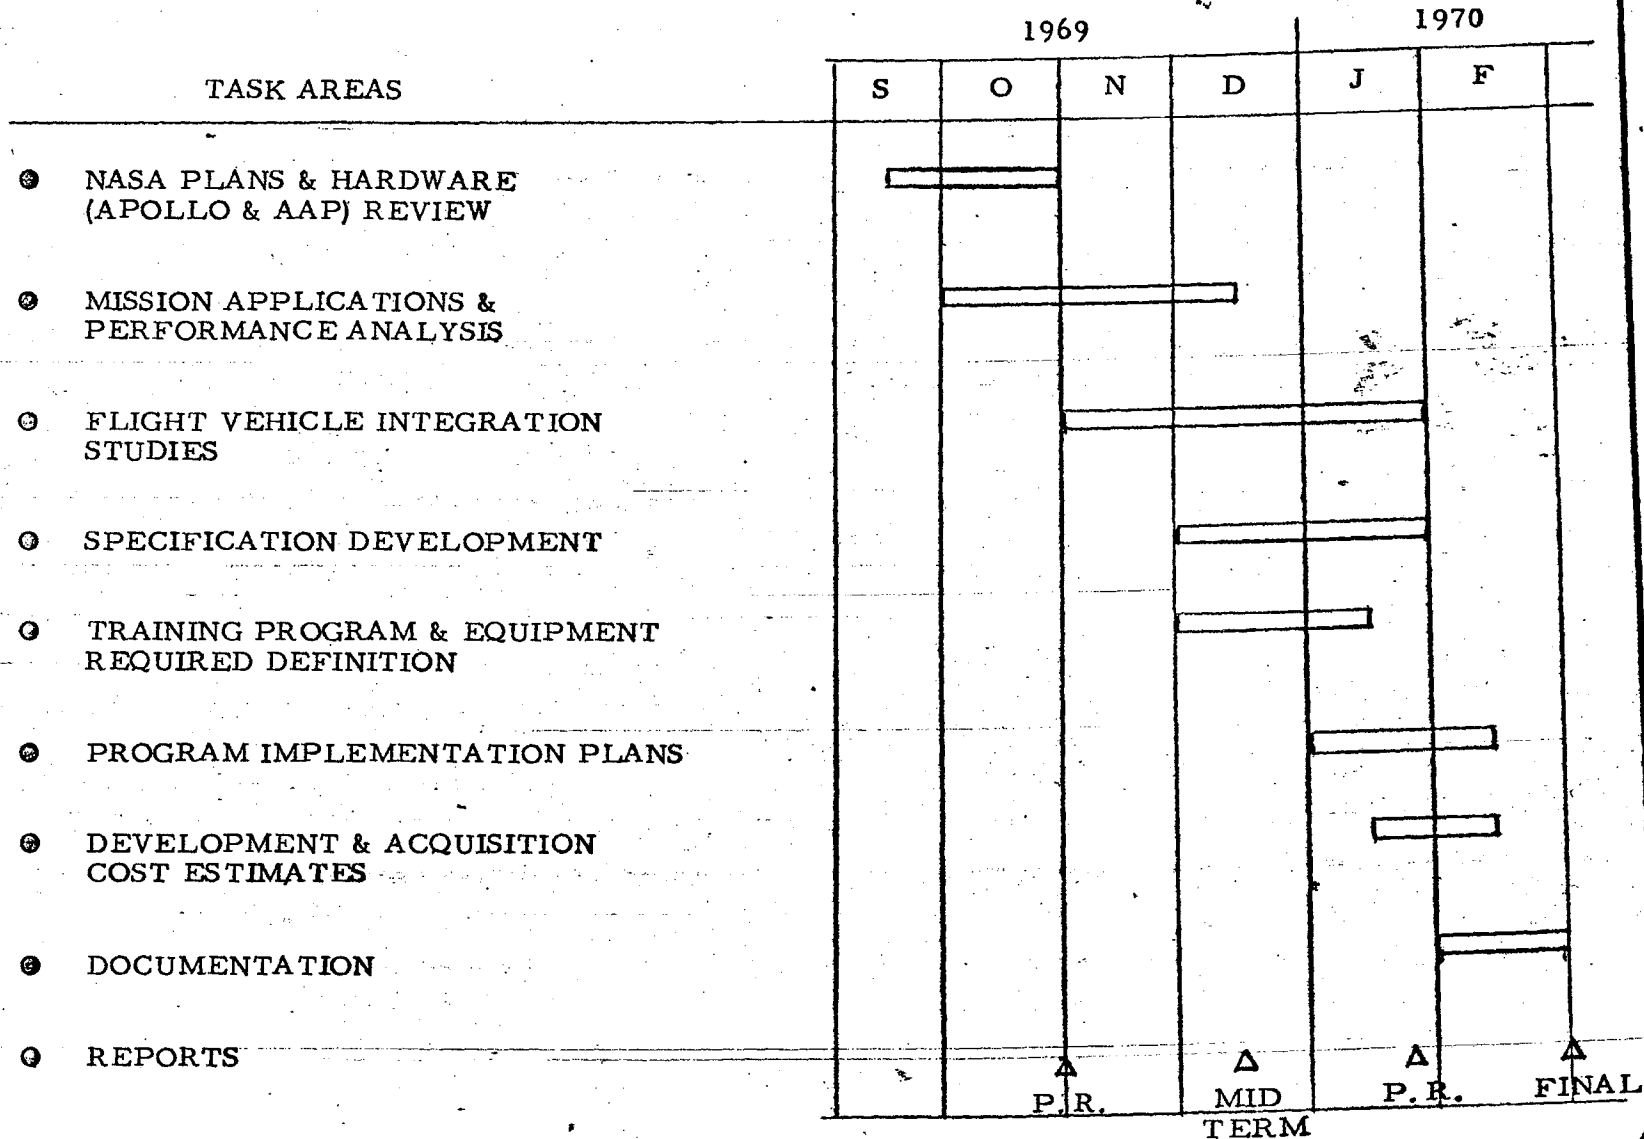 1969 1970
TASK AREAS S O N D J F
NASA PLANS & HARDWARE
(APOLLO & AAP) REVIEW
MISSION APPLICATIONS &
PERFORMANCE ANALYSIS
FLIGHT VEHICLE INTEGRATION
STUDIES
SPECIFICATION DEVELOPMENT
TRAINING PROGRAM & EQUIPMENT
REQUIRED DEFINITION
PROGRAM IMPLEMENTATION PLANS
DEVELOPMENT & ACQUISITION
COST ESTIMATES
DOCUMENTATION
REPORTS
P.R. MID P.R. FINAL
TERM